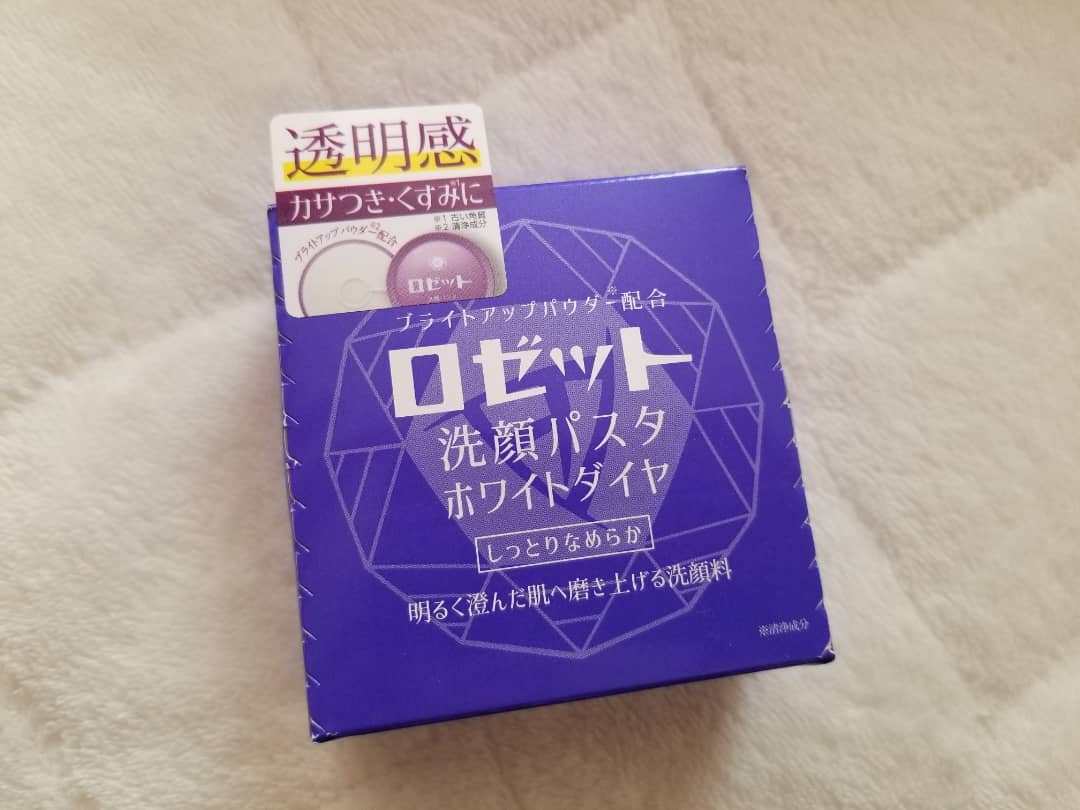 透明感
カサつき・くすみに※1
※1 古い角質
※2 清浄成分
ブライトアップパウダー※2配合
ロゼット
ブライトアップパウダー※配合
ロゼット
洗顔パスタ
ホワイトダイヤ
しっとりなめらか
明るく澄んだ肌へ磨き上げる洗顔料
※清浄成分